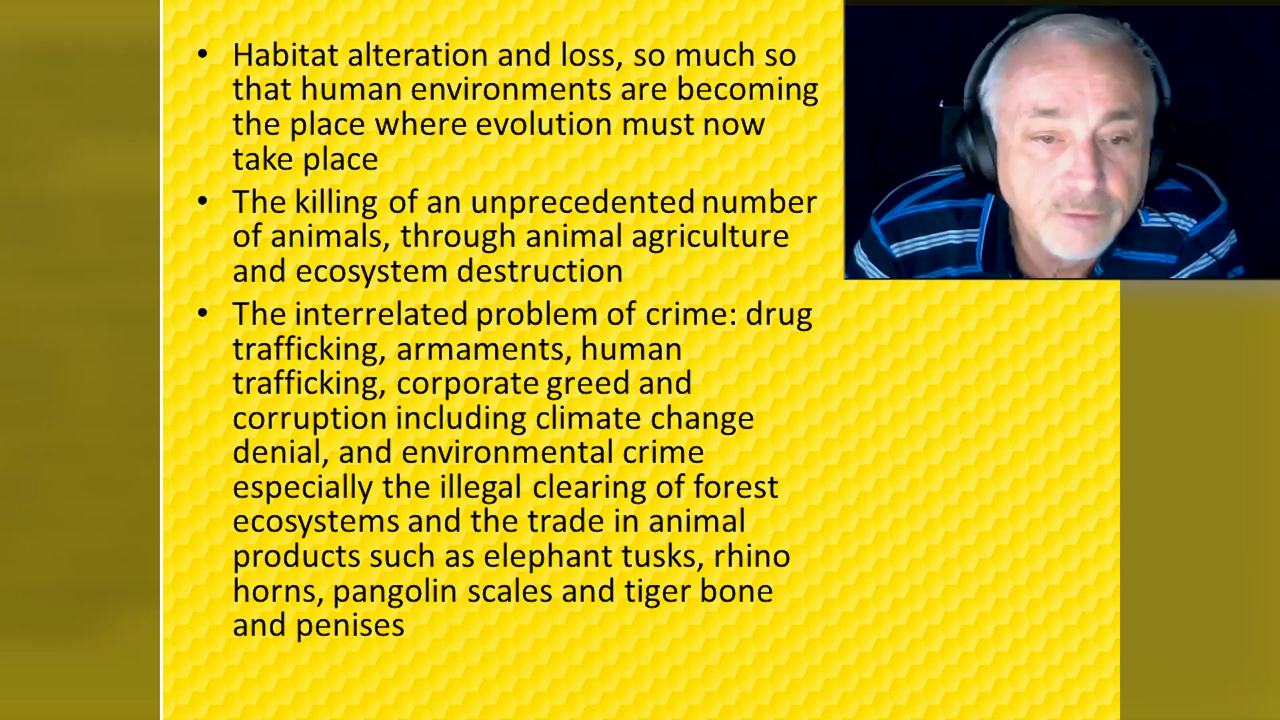 • Habitat alteration and loss, so much so
that human environments are becoming
the place where evolution must now
take place
• The killing of an unprecedented number
of animals, through animal agriculture
and ecosystem destruction
• The interrelated problem of crime: drug
trafficking, armaments, human
trafficking, corporate greed and
corruption including climate change
denial, and environmental crime
especially the illegal clearing of forest
ecosystems and the trade in animal
products such as elephant tusks, rhino
horns, pangolin scales and tiger bone
and penises